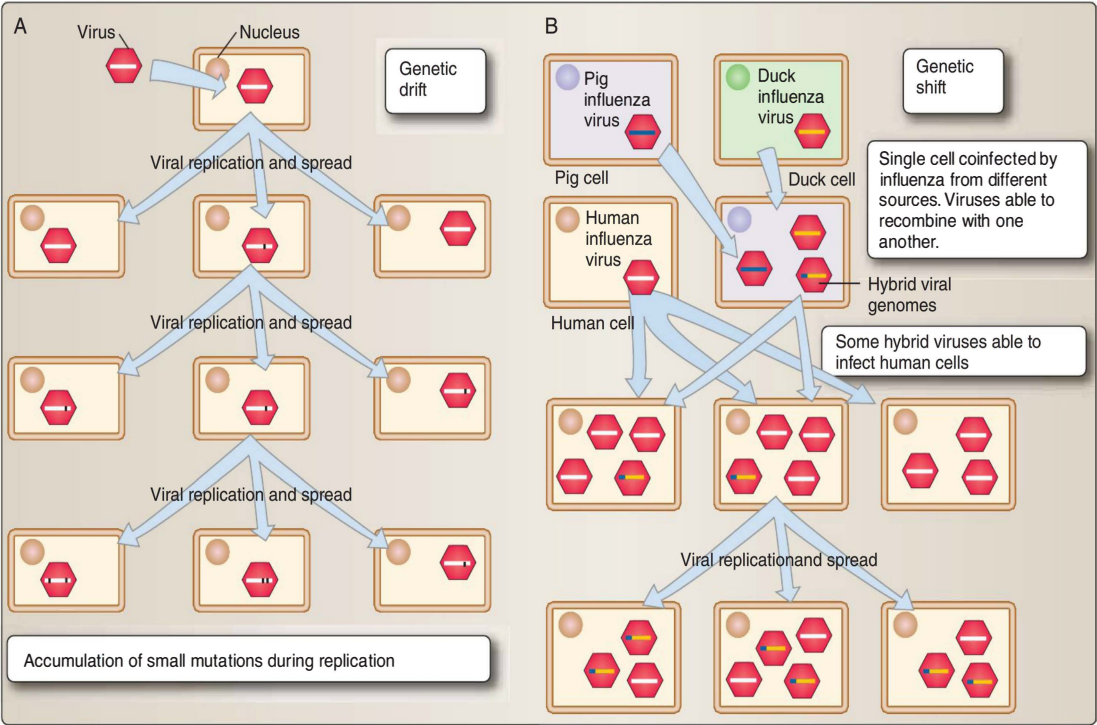 A
Virus
Nucleus
Genetic
drift
Viral replication and spread
Viral replication and spread
Viral replication and spread
Accumulation of small mutations during replication
B
Pig
influenza
virus
Duck
influenza
virus
Genetic
shift
Pig cell
Duck cell
Single cell coinfected by
influenza from different
sources. Viruses able to
recombine with one
another.
Human
influenza
virus
Hybrid viral
genomes
Human cell
Some hybrid viruses able to
infect human cells
Viral replicationand spread